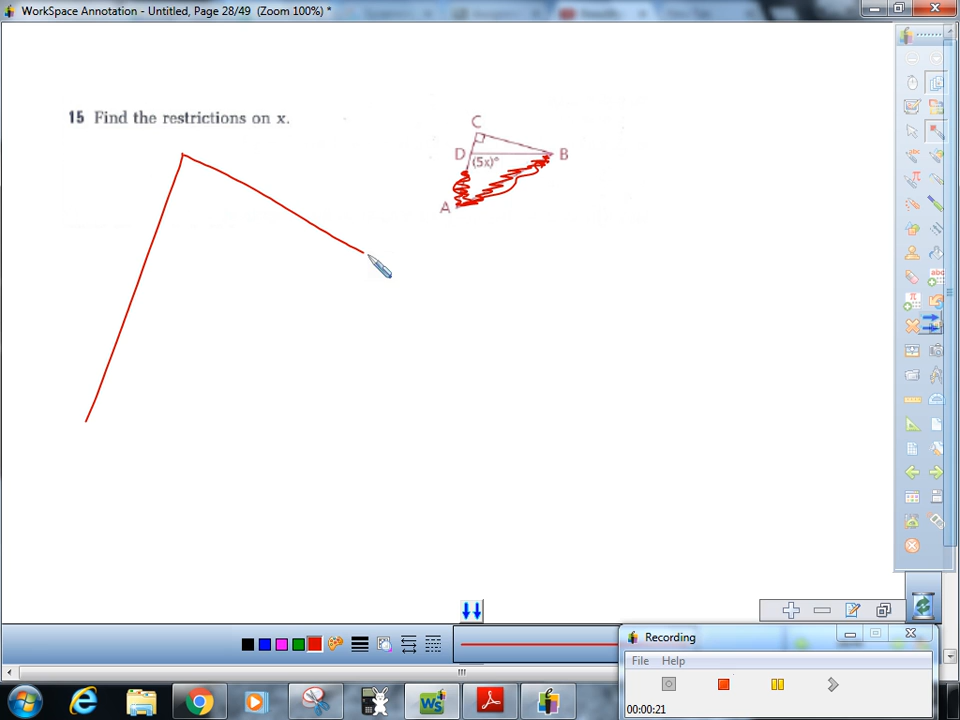 WorkSpace Annotation - Untitled, Page 28/49 (Zoom 100%) *
15 Find the restrictions on x.
C
D
B
(5x)°
A
Recording
File Help
00:00:21